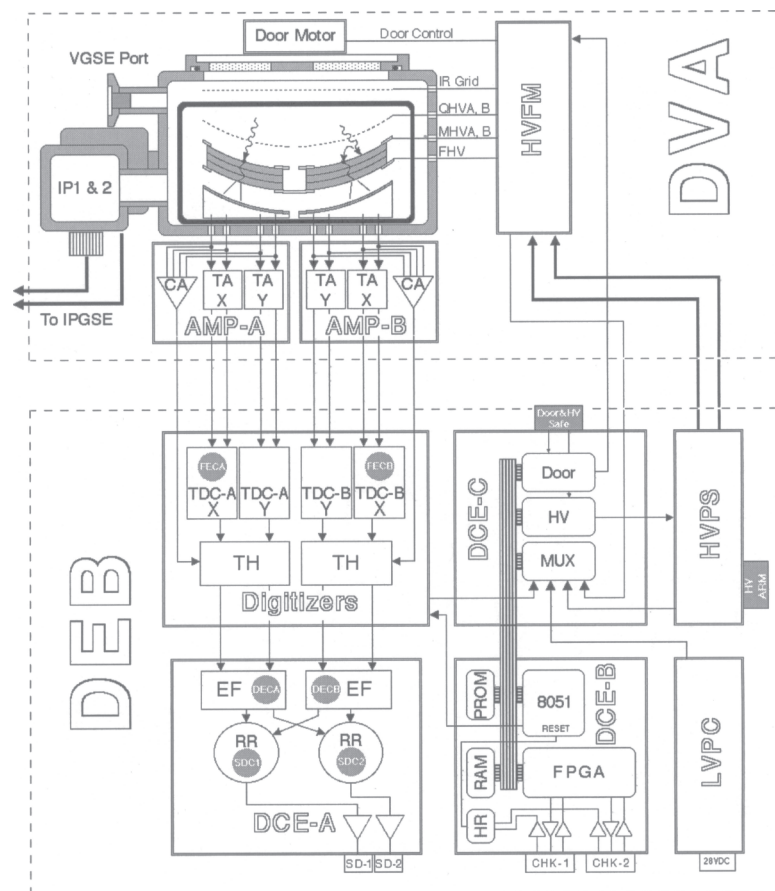 Door Motor
Door Control
VGSE Port
IR Grid
QHVA, B
MHVA, B
FHV
HVFM
DVA
IP1 & 2
To IPGSE
CA
TA X
TA Y
TA Y
TA X
CA
AMP-A
AMP-B
Door&HV Safe
FECA
TDC-A X
TDC-A Y
TDC-B Y
FECB
TDC-B X
TH
TH
Digitizers
DCE-C
Door
HV
MUX
HVPS
HV ARM
DEB
EF
DECA
DECB
EF
RR
SDC1
RR
SDC2
DCE-A
SD-1
SD-2
PROM
8051
RESET
DCE-B
RAM
FPGA
HR
CHK-1
CHK-2
LVPC
28VDC